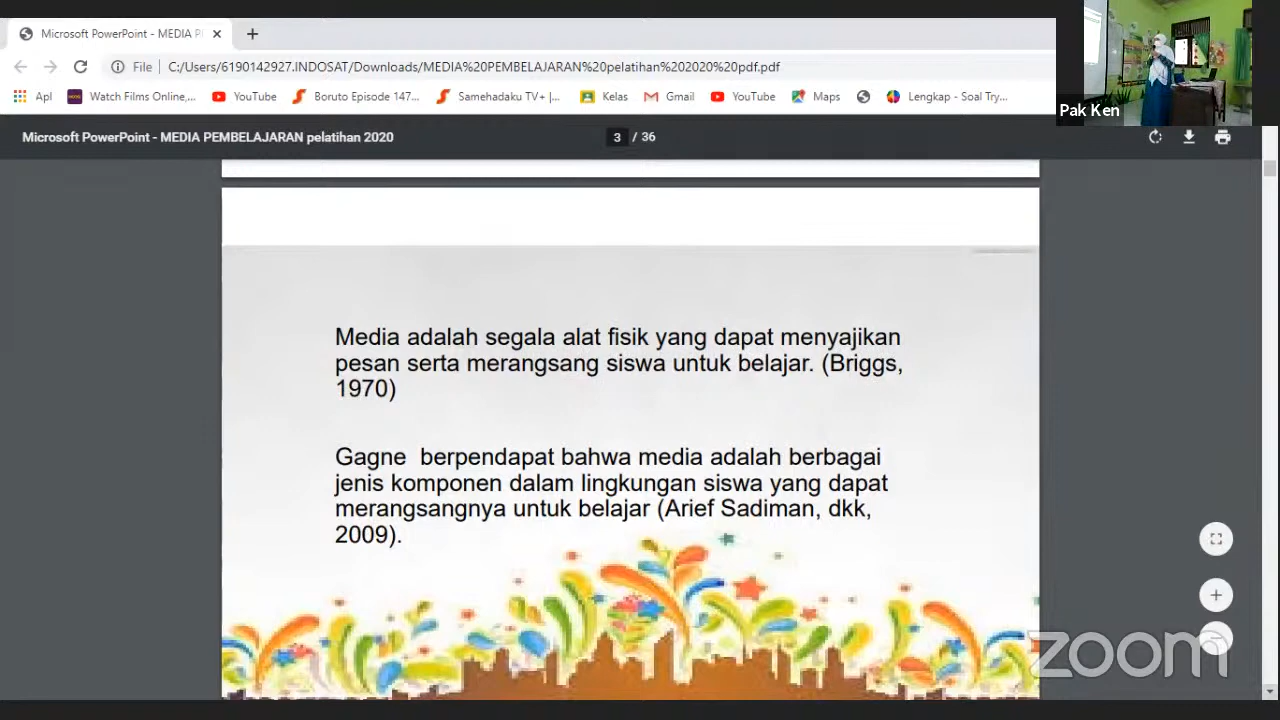 Microsoft PowerPoint - MEDIA P
File
C:/Users/6190142927.INDOSAT/Downloads/MEDIA%20PEMBELAJARAN%20pelatihan%202020%20pdf.pdf
Apl
Watch Films Online,...
YouTube
Boruto Episode 147...
Samehadaku TV+ |...
Kelas
Gmail
YouTube
Maps
Lengkap - Soal Try...
Pak Ken
Microsoft PowerPoint - MEDIA PEMBELAJARAN pelatihan 2020
3 / 36
Media adalah segala alat fisik yang dapat menyajikan
pesan serta merangsang siswa untuk belajar. (Briggs,
1970)
Gagne berpendapat bahwa media adalah berbagai
jenis komponen dalam lingkungan siswa yang dapat
merangsangnya untuk belajar (Arief Sadiman, dkk,
2009).
zoom